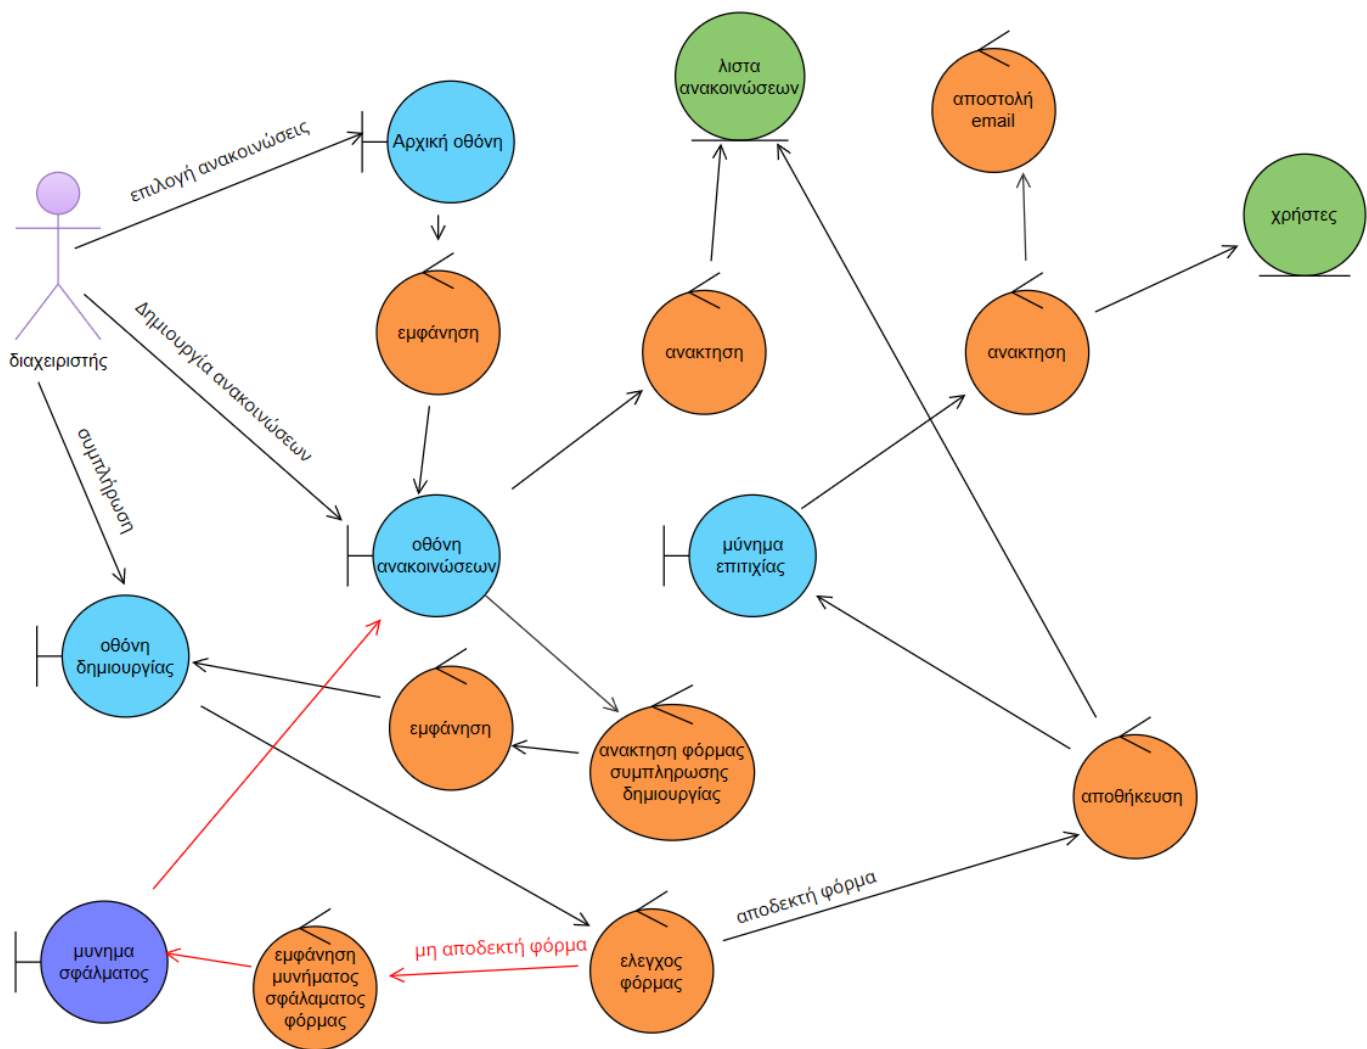 λιστα
ανακοινώσεων
αποστολή
email
επιλογή ανακοινώσεις
Αρχική οθόνη
χρήστες
διαχειριστής
Δημιουργία ανακοινώσεων
εμφάνηση
ανακτηση
ανακτηση
συμπλήρωση
οθόνη
ανακοινώσεων
μύνημα
επιτιχίας
οθόνη
δημιουργίας
εμφάνηση
ανακτηση φόρμας
συμπληρωσης
δημιουργίας
αποθήκευση
αποδεκτή φόρμα
μη αποδεκτή φόρμα
μυνημα
σφάλματος
εμφάνηση
μυνήματος
σφάλαματος
φόρμας
ελεγχος
φόρμας